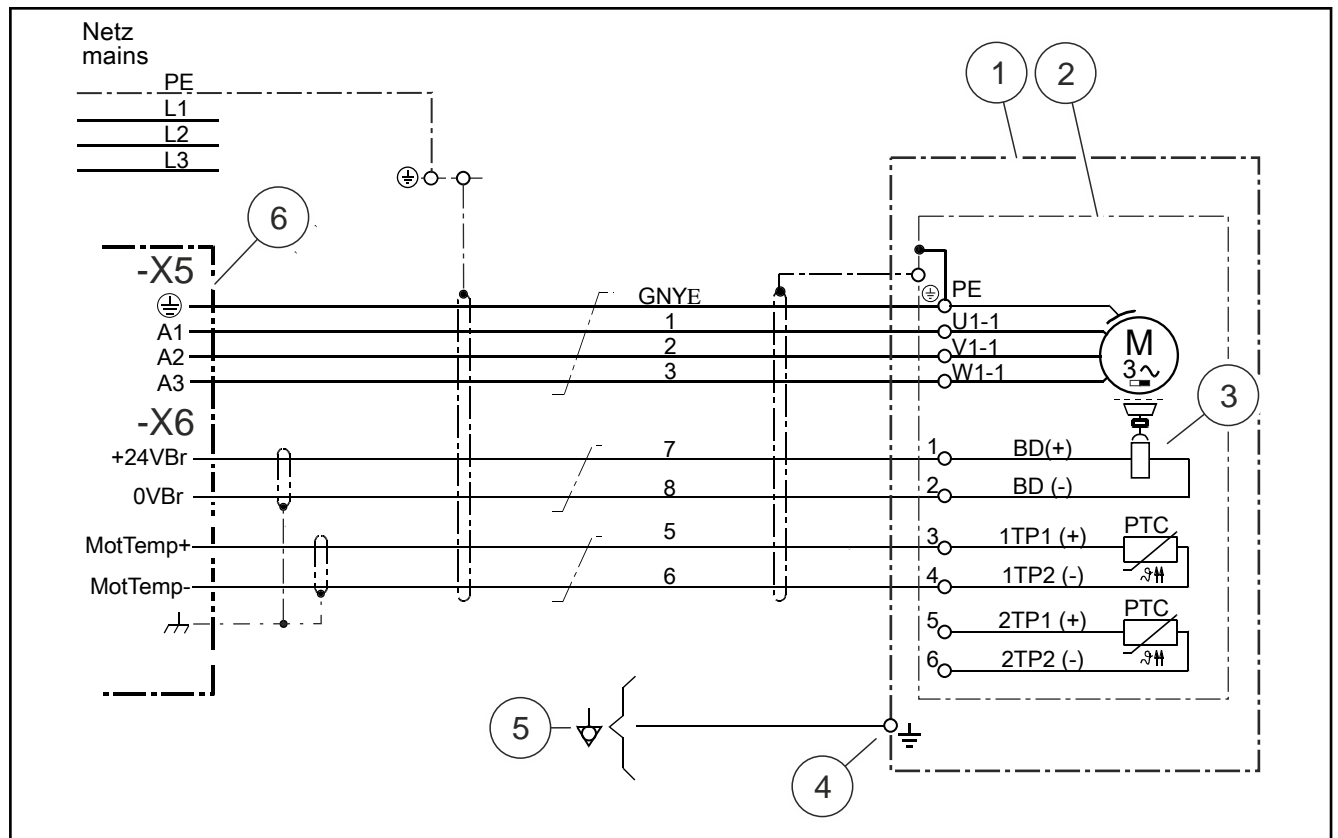 Netz
mains
PE
L1
L2
L3
1
2
6
-X5
GNYE
PE
A1
1
U1-1
A2
2
V1-1
A3
3
W1-1
M
3∿
3
-X6
+24VBr
7
1
BD(+)
0VBr
8
2
BD (-)
MotTemp+
5
3
1TP1 (+)
PTC
MotTemp-
6
4
1TP2 (-)
ϑ
5
2TP1 (+)
PTC
6
2TP2 (-)
ϑ
5
4